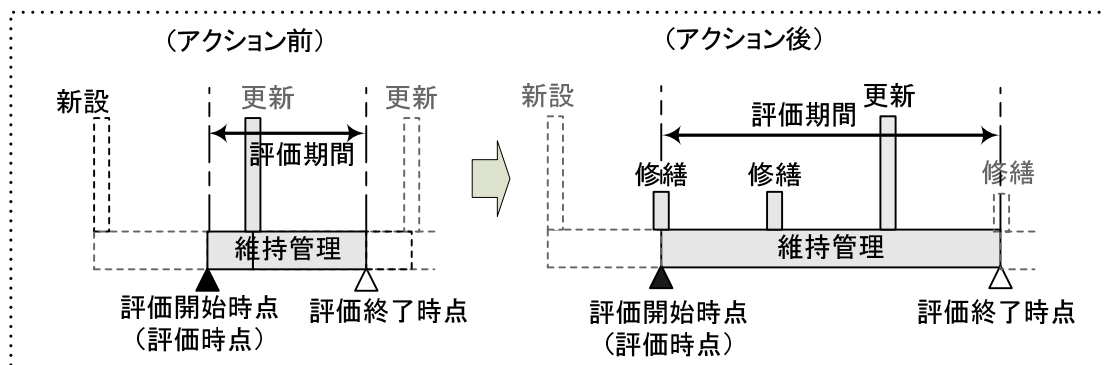 （アクション前）
新設
更新
更新
評価期間
維持管理
評価開始時点
（評価時点）
評価終了時点
（アクション後）
新設
更新
評価期間
修繕
修繕
修繕
維持管理
評価開始時点
（評価時点）
評価終了時点